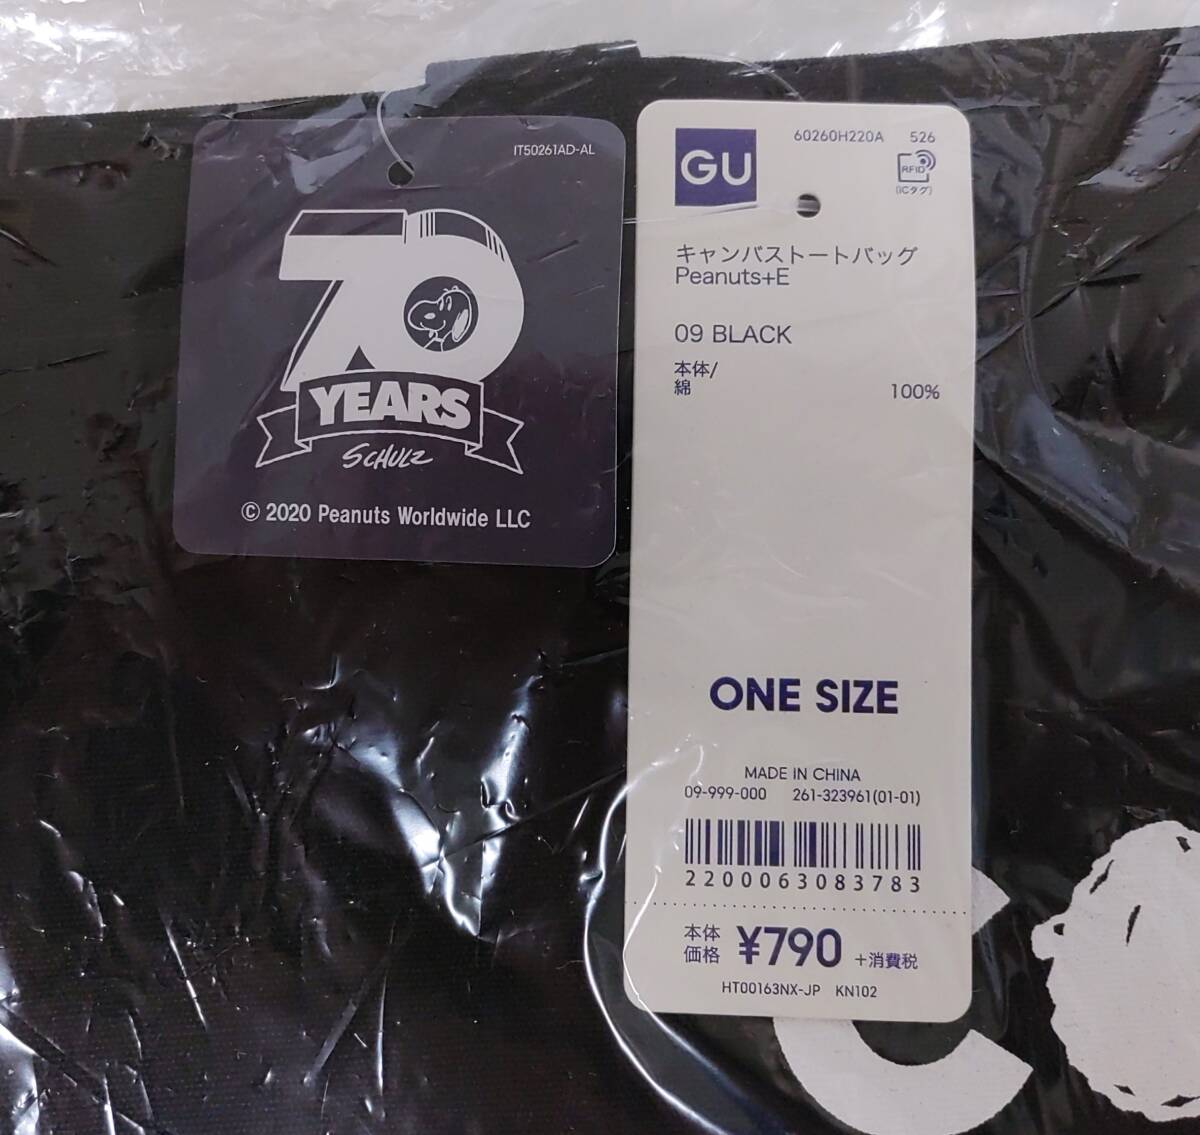 IT50261AD-AL
70
YEARS
SCHULZ
© 2020 Peanuts Worldwide LLC
GU
60260H220A 526
RFID
(ICタグ)
キャンバストートバッグ
Peanuts+E
09 BLACK
本体/
綿 100%
ONE SIZE
MADE IN CHINA
09-999-000 261-323961(01-01)
2200063083783
本体
価格 ¥790 +消費税
HT00163NX-JP KN102